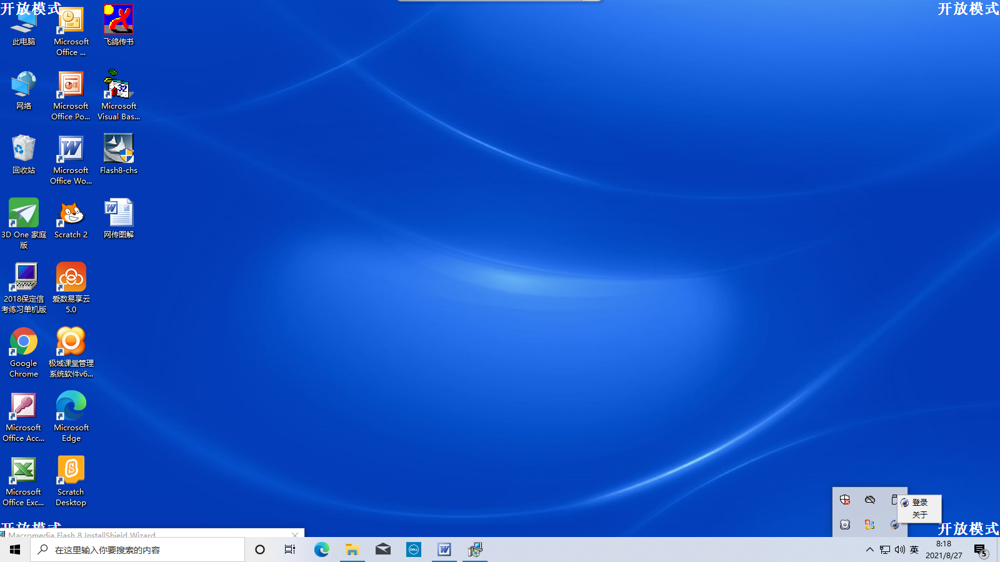 开放模式
开放模式
此电脑
Microsoft
Office ...
飞鸽传书
网络
Microsoft
Office Po...
Microsoft
Visual Bas...
回收站
Microsoft
Office Wo...
Flash8-chs
3D One 家庭
版
Scratch 2
网传图解
2018保定信
考练习单机版
爱数易享云
5.0
Google
Chrome
极域课堂管理
系统软件v6...
Microsoft
Office Acc...
Microsoft
Edge
Microsoft
Office Exc...
Scratch
Desktop
登录
关于
开放模式
开放模式
Macromedia Flash 8 InstallShield Wizard
在这里输入你要搜索的内容
DELL
英
8:18
2021/8/27
5